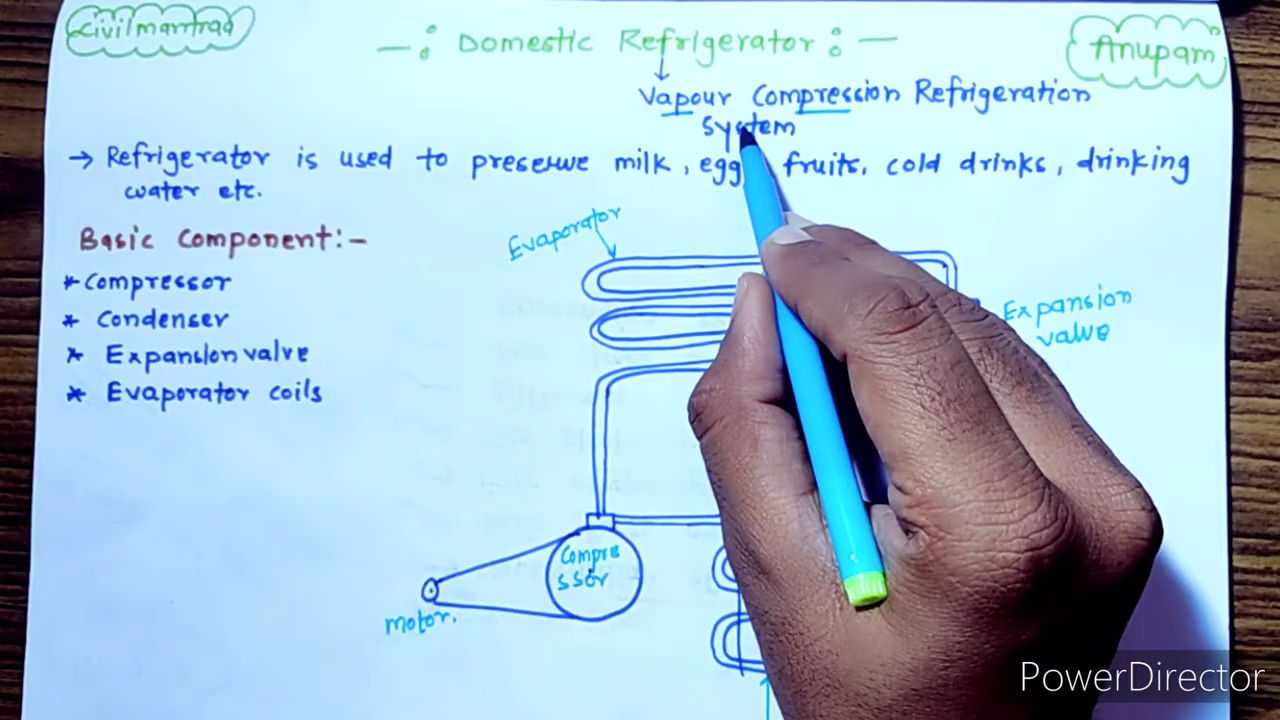 Civilmantraa
—: Domestic Refrigerator :—
Anupam
Vapour Compression Refrigeration
System
→ Refrigerator is used to preserve milk, egg fruits, cold drinks, drinking
water etc.
Basic Component:-
* Compressor
* Condenser
* Expansion valve
* Evaporator coils
Evaporator
Expansion
valve
Compre
ssor
motor.
PowerDirector